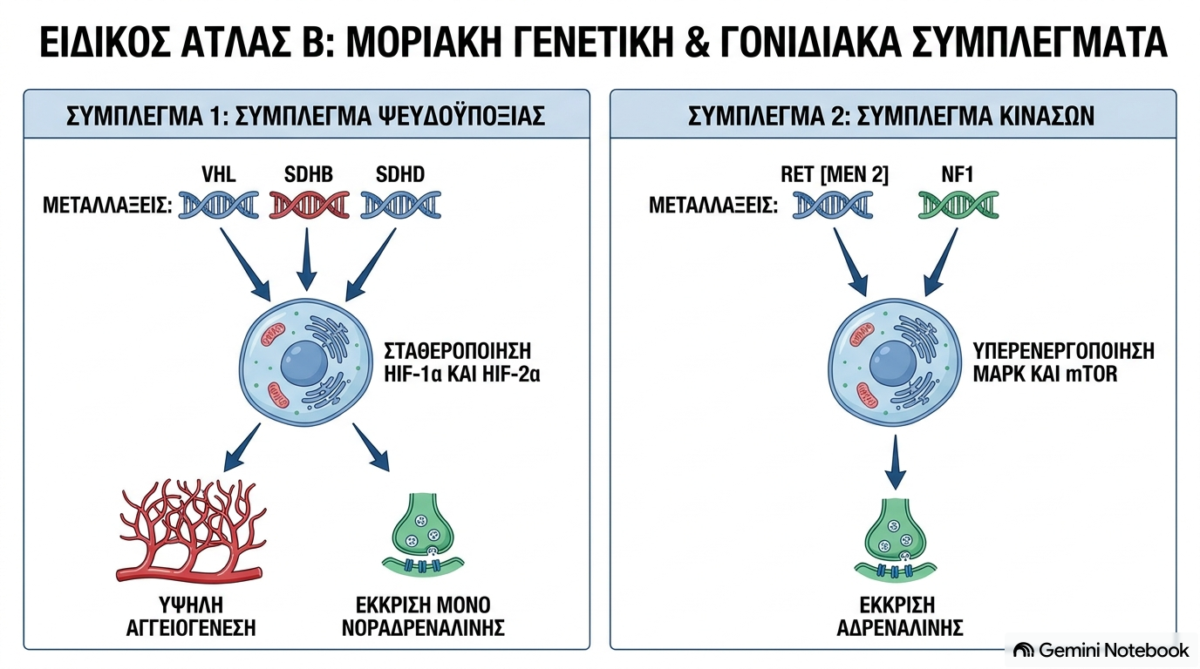 ΕΙΔΙΚΟΣ ΑΤΛΑΣ Β: ΜΟΡΙΑΚΗ ΓΕΝΕΤΙΚΗ & ΓΟΝΙΔΙΑΚΑ ΣΥΜΠΛΕΓΜΑΤΑ
ΣΥΜΠΛΕΓΜΑ 1: ΣΥΜΠΛΕΓΜΑ ΨΕΥΔΟΫΠΟΞΙΑΣ
VHL SDHB SDHD
ΜΕΤΑΛΛΑΞΕΙΣ:
ΣΤΑΘΕΡΟΠΟΙΗΣΗ
HIF-1α ΚΑΙ HIF-2α
ΥΨΗΛΗ
ΑΓΓΕΙΟΓΕΝΕΣΗ
ΕΚΚΡΙΣΗ ΜΟΝΟ
ΝΟΡΑΔΡΕΝΑΛΙΝΗΣ
ΣΥΜΠΛΕΓΜΑ 2: ΣΥΜΠΛΕΓΜΑ ΚΙΝΑΣΩΝ
RET [MEN 2] NF1
ΜΕΤΑΛΛΑΞΕΙΣ:
ΥΠΕΡΕΝΕΡΓΟΠΟΙΗΣΗ
MAPK ΚΑΙ mTOR
ΕΚΚΡΙΣΗ
ΑΔΡΕΝΑΛΙΝΗΣ
Gemini Notebook